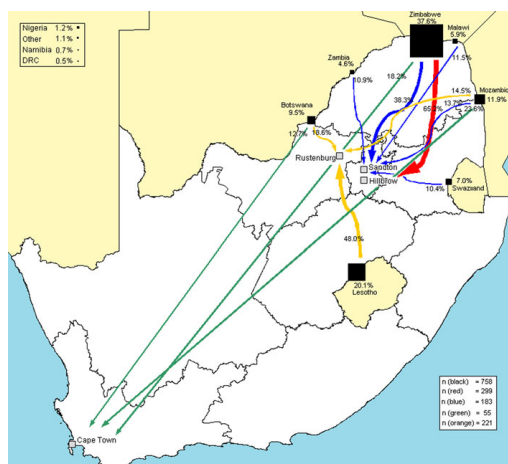 Nigeria 1.2%
Other 1.1%
Namibia 0.7%
DRC 0.5%
Zimbabwe
37.6%
Malawi
5.9%
Zambia
4.6%
11.5%
18.2%
10.9%
14.5%
Mozambic
11.9%
38.3%
13.7%
23.6%
Botswana
9.5%
12.7%
18.6%
Rustenburg
Sandton
Hillbrow
7.0%
Swaziland
10.4%
48.0%
20.1%
Lesotho
Cape Town
n (black) = 758
n (red) = 299
n (blue) = 183
n (green) = 55
n (orange) = 221